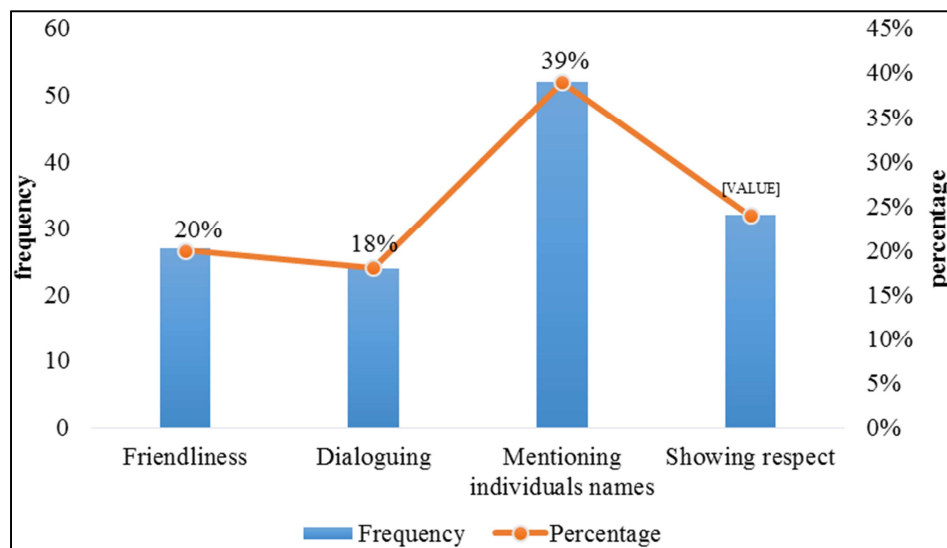 60
50
40
30
20
10
0
frequency
45%
40%
35%
30%
25%
20%
15%
10%
5%
0%
percentage
20%
18%
39%
[VALUE]
Friendliness
Dialoguing
Mentioning
individuals names
Showing respect
Frequency
Percentage